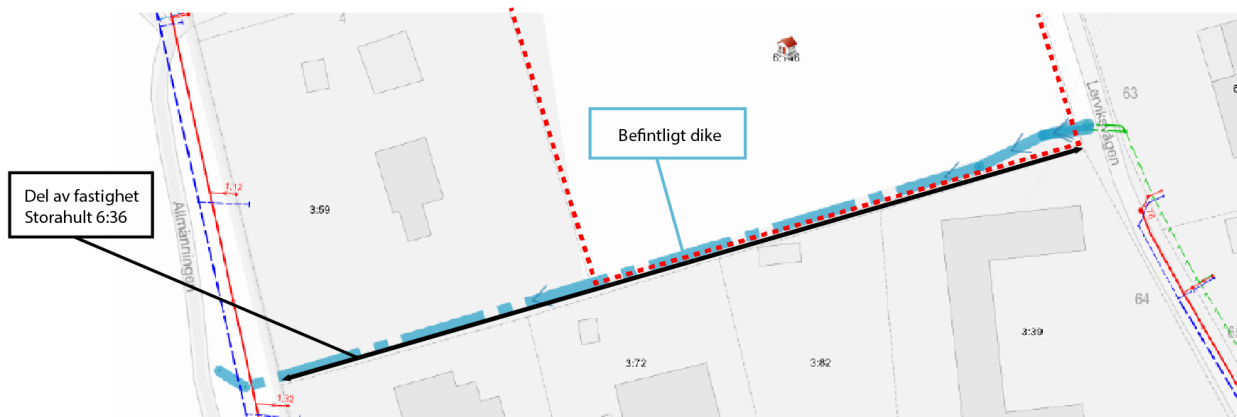 4
6:146
Larviksvägen
63
Befintligt dike
Del av fastighet
Storahult 6:36
1,12
3:59
Allmänningen
76
64
3:39
3:72
3:82
1,32